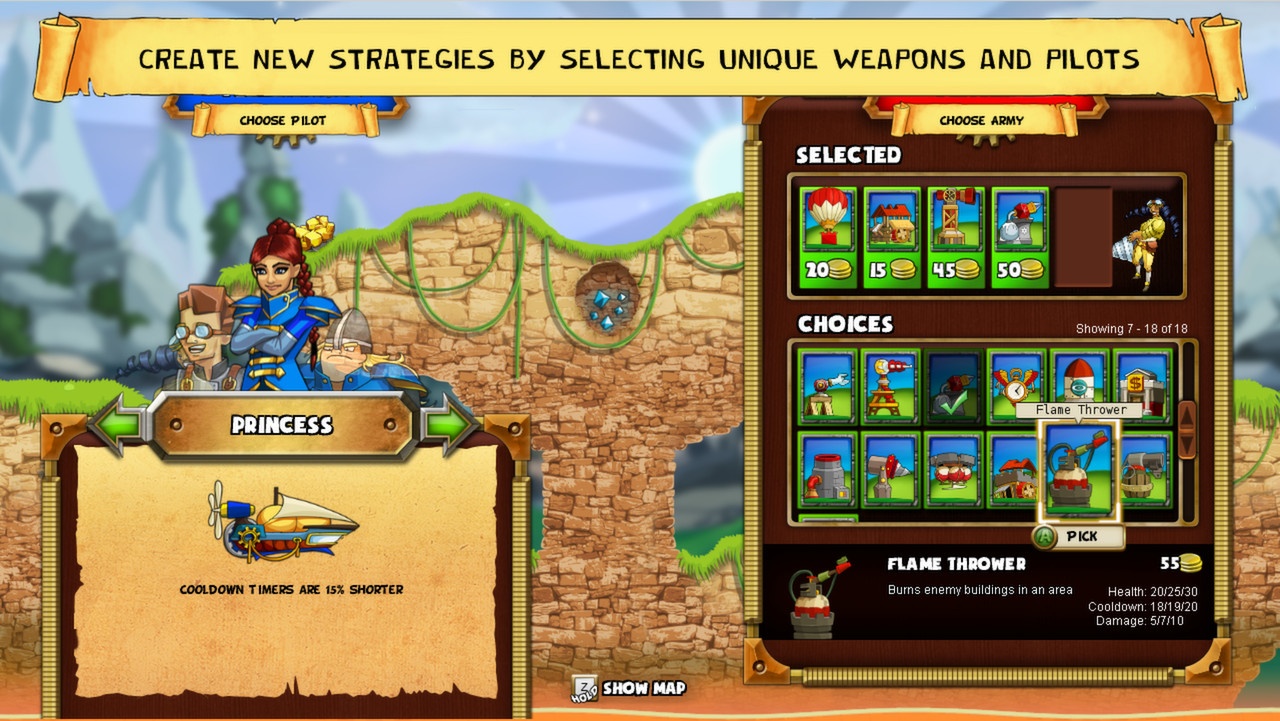 CREATE NEW STRATEGIES BY SELECTING UNIQUE WEAPONS AND PILOTS
CHOOSE PILOT
PRINCESS
COOLDOWN TIMERS ARE 15% SHORTER
Z
HOLD
SHOW MAP
CHOOSE ARMY
SELECTED
20
15
45
50
CHOICES
Showing 7 - 18 of 18
$
Flame Thrower
A PICK
FLAME THROWER
55
Burns enemy buildings in an area
Health: 20/25/30
Cooldown: 18/19/20
Damage: 5/7/10